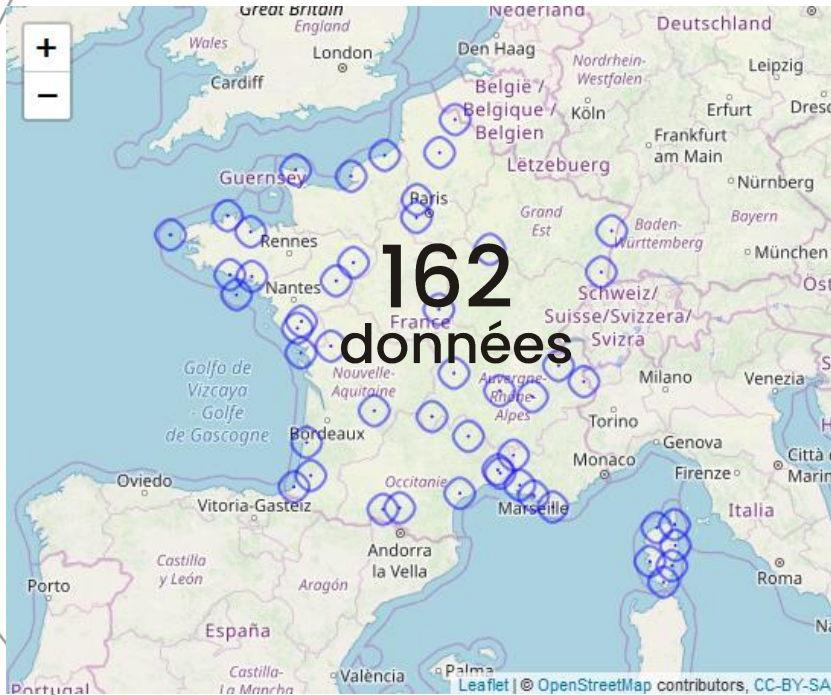 Great Britain
Nederland
England
Deutschland
+
Wales
London
Den Haag
Nordrhein-
Westfalen
Leipzig
Cardiff
België /
Belgique /
Belgien
Köln
Erfurt
−
Frankfurt
am Main
Lëtzebuerg
Guernsey
Nürnberg
Paris
Grand
Est
Baden-
Württemberg
Bayern
Rennes
München
162
Nantes
Schweiz/
Suisse/Svizzera/
Svizra
France
données
Golfo de
Vizcaya
- Golfe
de Gascogne
Nouvelle-
Aquitaine
Auvergne-
Rhône-
Alpes
Milano
Venezia
Torino
Bordeaux
Genova
Monaco
Firenze
Oviedo
Occitanie
Vitoria-Gasteiz
Marseille
Italia
Andorra
la Vella
Castilla
y León
Aragón
Roma
Porto
España
Castilla-
La Mancha
València
Palma
Portugal
Leaflet | © OpenStreetMap contributors, CC-BY-SA